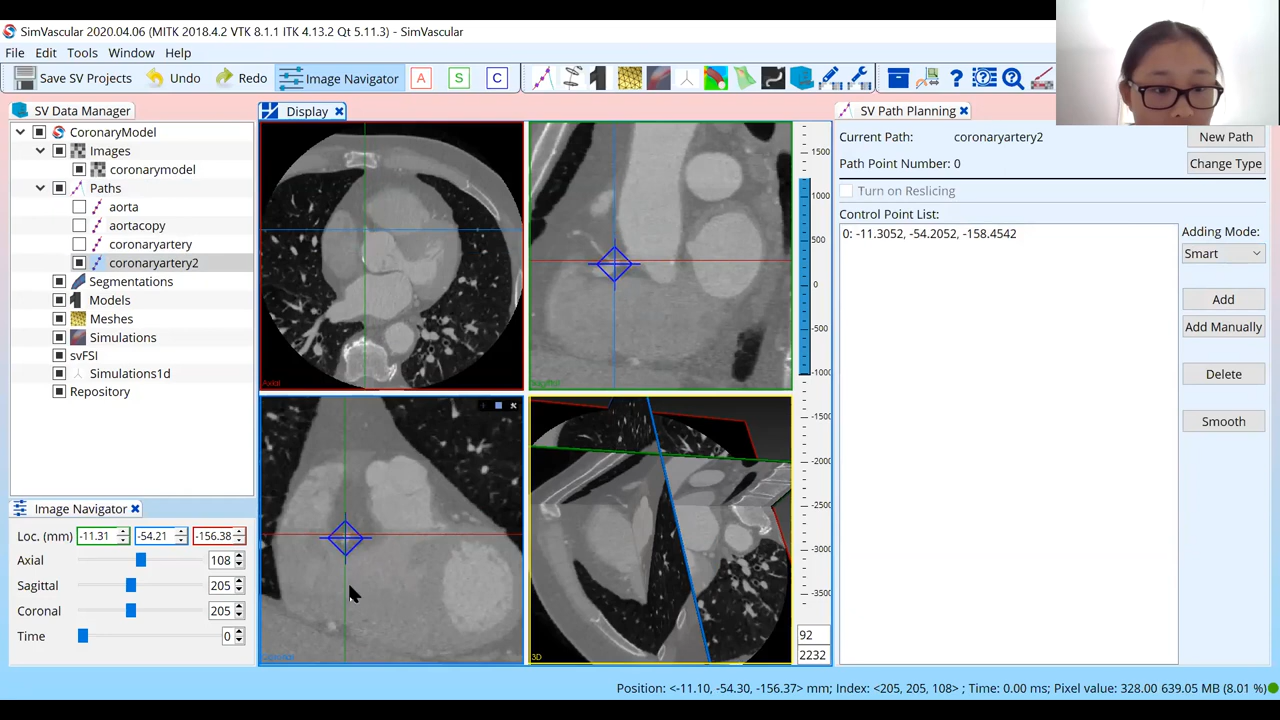 SimVascular 2020.04.06 (MITK 2018.4.2 VTK 8.1.1 ITK 4.13.2 Qt 5.11.3) - SimVascular
File Edit Tools Window Help
Save SV Projects Undo Redo Image Navigator A S C
SV Data Manager
CoronaryModel
Images
coronarymodel
Paths
aorta
aortacopy
coronaryartery
coronaryartery2
Segmentations
Models
Meshes
Simulations
svFSI
Simulations1d
Repository
Image Navigator
Loc. (mm) -11.31 -54.21 -156.38
Axial 108
Sagittal 205
Coronal 205
Time 0
Display
Axial
Sagittal
3D
1500
1000
500
0
-500
-1000
-1500
-2000
-2500
-3000
-3500
92
2232
SV Path Planning
Current Path: coronaryartery2
New Path
Path Point Number: 0
Change Type
Turn on Reslicing
Control Point List:
0: -11.3052, -54.2052, -158.4542
Adding Mode:
Smart
Add
Add Manually
Delete
Smooth
Position: <-11.10, -54.30, -156.37> mm; Index: <205, 205, 108> ; Time: 0.00 ms; Pixel value: 328.00 639.05 MB (8.01 %)